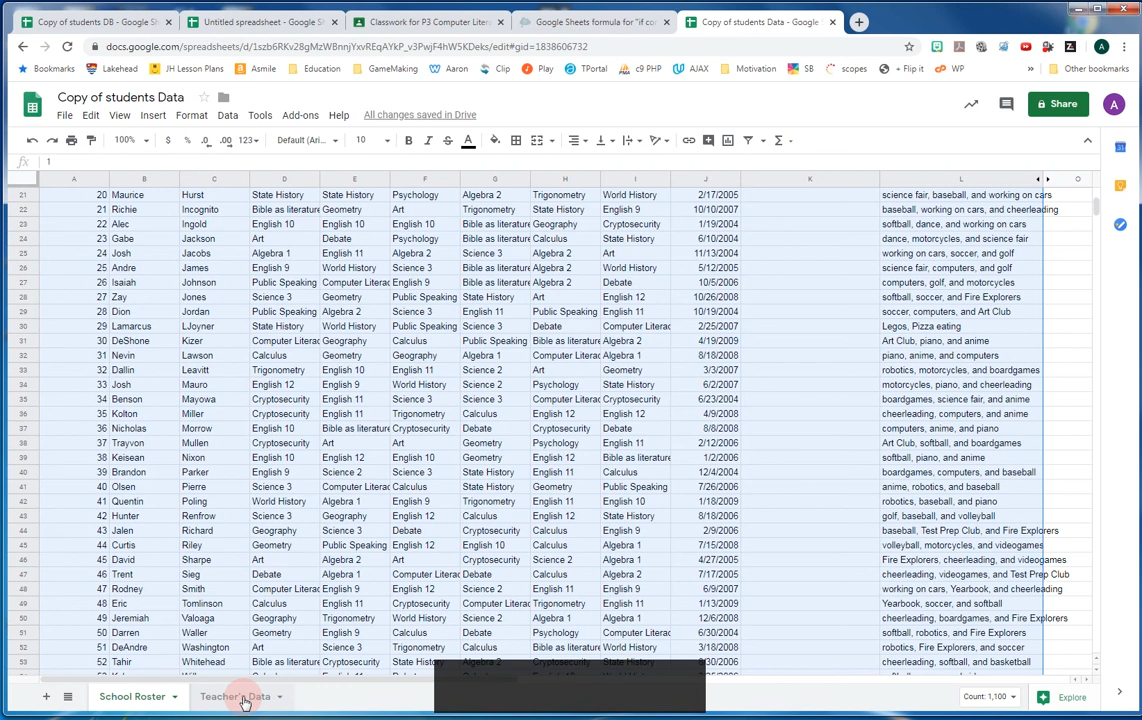 Copy of students DB - Google Sh
Untitled spreadsheet - Google Sh
Classwork for P3 Computer Litera
Google Sheets formula for "if con
Copy of students Data - Google S
docs.google.com/spreadsheets/d/1szb6RKv28gMzWBnnjYxvREQAYkP_v3PwjF4hW5KDeks/edit#gid=1838606732
Bookmarks Lakehead JH Lesson Plans Asmile Education GameMaking Aaron Clip Play TPortal c9 PHP AJAX Motivation SB scopes + Flip it WP » Other bookmarks
Copy of students Data
File Edit View Insert Format Data Tools Add-ons Help All changes saved in Drive
Share
A
100% $ % .0 .00 123 Default (Ari... 10 B I S A
fx 1
A B C D E F G H I J K L O
21 20 Maurice Hurst State History State History Psychology Algebra 2 Trigonometry World History 2/17/2005 science fair, baseball, and working on cars
22 21 Richie Incognito Bible as literature Geometry Art Trigonometry State History English 9 10/10/2007 baseball, working on cars, and cheerleading
23 22 Alec Ingold English 10 English 10 English 10 Bible as literature Geography Cryptosecurity 1/19/2004 softball, dance, and working on cars
24 23 Gabe Jackson Art Debate Psychology Algebra 2 Calculus State History 6/10/2004 dance, motorcycles, and science fair
25 24 Josh Jacobs Algebra 1 English 11 Algebra 2 Science 3 Algebra 2 Art 11/13/2004 working on cars, soccer, and golf
26 25 Andre James English 9 World History Science 3 Bible as literature Algebra 2 World History 5/12/2005 science fair, computers, and golf
27 26 Isaiah Johnson Public Speaking Computer Literac English 9 Bible as literature Algebra 2 Debate 10/5/2006 computers, golf, and motorcycles
28 27 Zay Jones Science 3 Geometry Public Speaking State History Art English 12 10/26/2008 softball, soccer, and Fire Explorers
29 28 Dion Jordan Public Speaking Algebra 2 Science 3 English 11 Public Speaking English 11 10/19/2004 soccer, computers, and Art Club
30 29 Lamarcus LJoyner State History World History Public Speaking Science 3 Debate Computer Literac 2/25/2007 Legos, Pizza eating
31 30 DeShone Kizer Computer Literac Geography Calculus Public Speaking Bible as literature Algebra 2 4/19/2009 Art Club, piano, and anime
32 31 Nevin Lawson Calculus Geometry Geography Algebra 1 Computer Literac Algebra 1 8/18/2008 piano, anime, and computers
33 32 Dallin Leavitt Trigonometry English 11 World History Science 2 Art Geometry 3/3/2007 robotics, motorcycles, and boardgames
34 33 Josh Mauro English 12 English 9 World History Science 2 Psychology State History 6/2/2007 motorcycles, piano, and cheerleading
35 34 Benson Mayowa Cryptosecurity English 11 Science 3 Science 3 Computer Literac Cryptosecurity 6/23/2004 boardgames, science fair, and anime
36 35 Kolton Miller Cryptosecurity English 11 Trigonometry Calculus English 12 English 12 4/9/2008 cheerleading, computers, and anime
37 36 Nicholas Morrow English 10 Bible as literature Calculus Debate Cryptosecurity Debate 8/8/2008 computers, anime, and piano
38 37 Trayvon Mullen Cryptosecurity Art Art Geometry Psychology English 11 2/12/2006 Art Club, softball, and boardgames
39 38 Keisean Nixon English 10 English 12 English 10 Geometry English 12 Bible as literature 1/2/2006 softball, piano, and anime
40 39 Brandon Parker English 9 Science 2 Science 3 State History English 11 Calculus 12/4/2004 boardgames, computers, and baseball
41 40 Olsen Pierre Science 3 Computer Literac Calculus English 11 Geometry Public Speaking 7/26/2006 anime, robotics, and baseball
42 41 Quentin Poling World History Algebra 1 English 9 Trigonometry English 11 English 10 1/18/2009 robotics, baseball, and piano
43 42 Hunter Renfrow Science 3 Geography English 12 Calculus English 12 State History 8/18/2006 golf, baseball, and volleyball
44 43 Jalen Richard Geography Science 3 Debate Cryptosecurity Calculus English 9 2/9/2006 baseball, Test Prep Club, and Fire Explorers
45 44 Curtis Riley Geometry Public Speaking English 12 English 10 Calculus Algebra 1 7/15/2006 volleyball, motorcycles, and videogames
46 45 David Sharpe Art Algebra 2 Art Cryptosecurity Science 2 Algebra 1 4/27/2005 Fire Explorers, cheerleading, and videogames
47 46 Trent Sieg Debate Algebra 1 Computer Literac Debate Calculus Algebra 2 7/17/2005 cheerleading, videogames, and Test Prep Club
48 47 Rodney Smith Computer Literac English 9 English 12 Science 2 English 11 English 9 6/9/2007 working on cars, Yearbook, and cheerleading
49 48 Eric Tomlinson Calculus English 11 Cryptosecurity Computer Literac Trigonometry English 11 1/13/2009 Yearbook, soccer, and softball
50 49 Jeremiah Valoaga Geography Trigonometry World History Science 2 Algebra 1 Algebra 1 12/6/2008 cheerleading, boardgames, and Fire Explorers
51 50 Darren Waller Geometry English 9 Calculus Debate Psychology Computer Literac 6/30/2004 softball, robotics, and Fire Explorers
52 51 DeAndre Washington Art Science 3 Trigonometry Calculus Bible as literature World History 3/18/2008 robotics, Fire Explorers, and soccer
53 52 Tahir Whitehead Bible as literature Cryptosecurity State History Algebra 2 Cryptosecurity State History 8/30/2006 cheerleading, softball, and basketball
School Roster Teacher's Data Count: 1,100 Explore